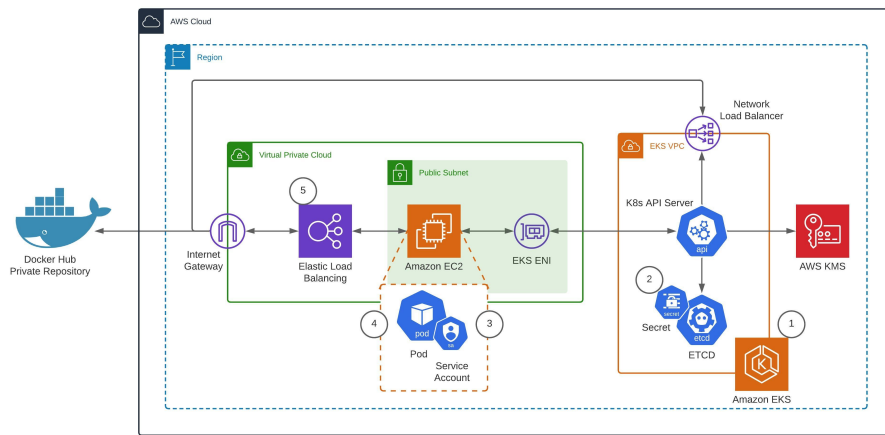 AWS Cloud
Region
Network
Load Balancer
Virtual Private Cloud
EKS VPC
Public Subnet
5
K8s API Server
api
Docker Hub
Private Repository
Internet
Gateway
Elastic Load
Balancing
Amazon EC2
EKS ENI
AWS KMS
2
secret
Secret
etcd
ETCD
1
4
3
pod
sa
Pod
Service
Account
K
Amazon EKS